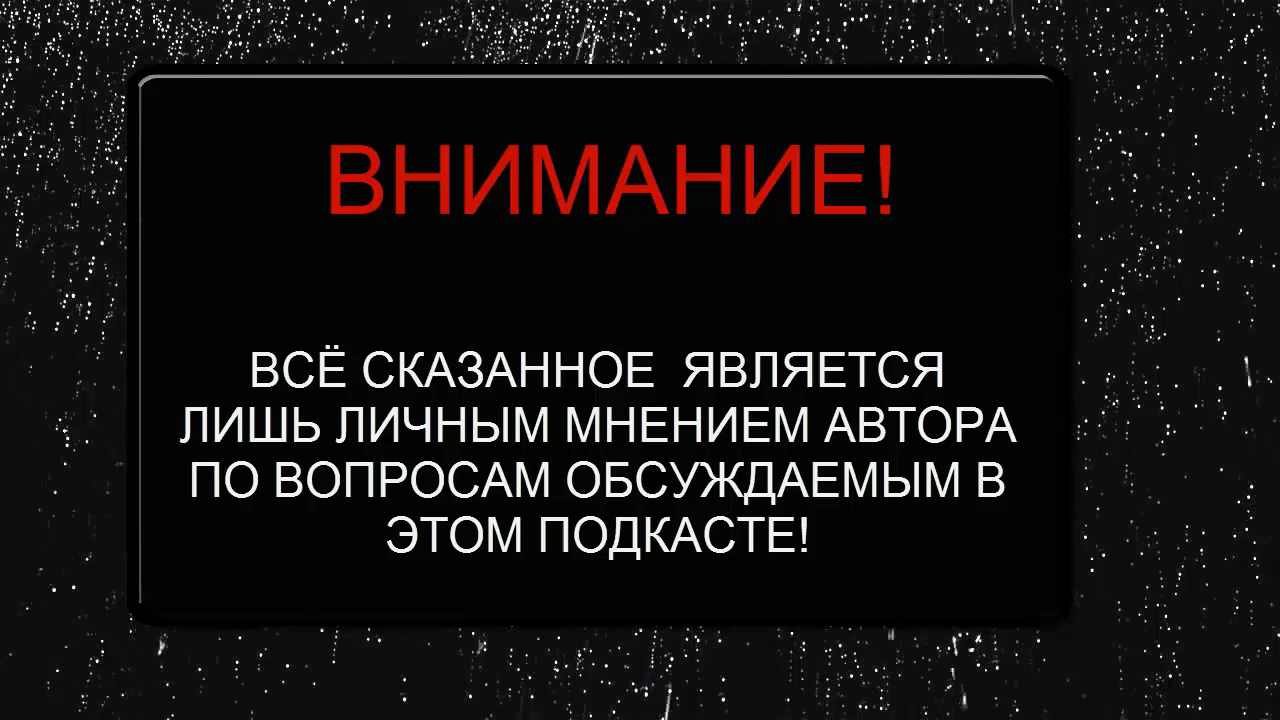 ВНИМАНИЕ!
ВСЁ СКАЗАННОЕ ЯВЛЯЕТСЯ
ЛИШЬ ЛИЧНЫМ МНЕНИЕМ АВТОРА
ПО ВОПРОСАМ ОБСУЖДАЕМЫМ В
ЭТОМ ПОДКАСТЕ!